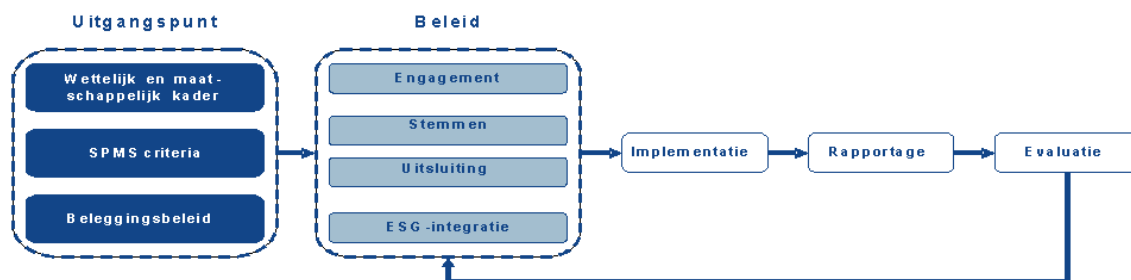 Uitgangspunt
Beleid
Wettelijk en maat-
schappelijk kader
SPMS criteria
Beleggingsbeleid
Engagement
Stemmen
Uitsluiting
ESG-integratie
Implementatie
Rapportage
Evaluatie